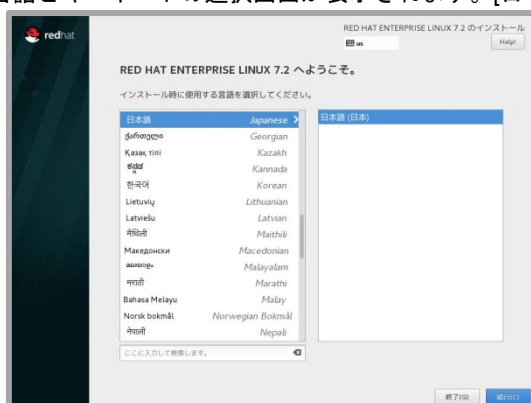 言語とキーボードの選択画面が表示されます。[日
redhat
RED HAT ENTERPRISE LINUX 7.2 のインストール
us
Help!
RED HAT ENTERPRISE LINUX 7.2 へようこそ。
インストール時に使用する言語を選択してください。
日本語 Japanese
日本語 (日本)
ქართული Georgian
Қазақ тілі Kazakh
ಕನ್ನಡ Kannada
한국어 Korean
Lietuvių Lithuanian
Latviešu Latvian
मैथिली Maithili
Македонски Macedonian
മലയാളം Malayalam
मराठी Marathi
Bahasa Melayu Malay
Norsk bokmål Norwegian Bokmål
नेपाली Nepali
ここに入力して検索します。
終了(Q)
続行(C)